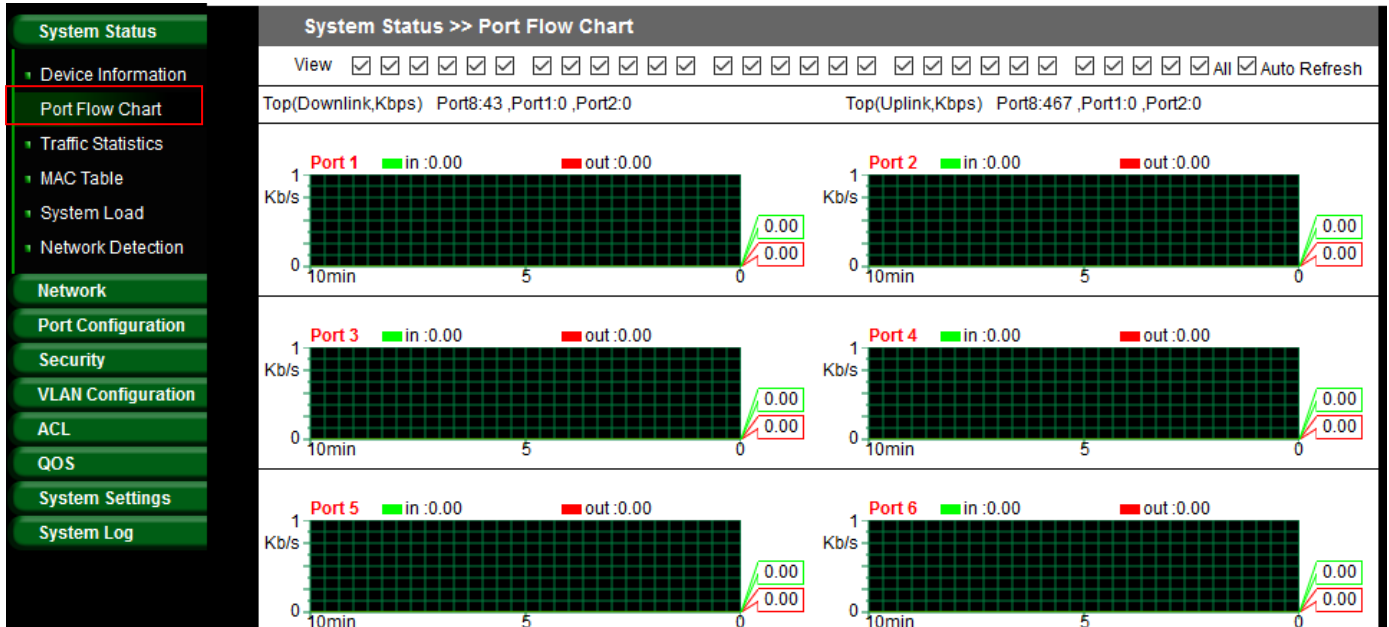 System Status
Device Information
Port Flow Chart
Traffic Statistics
MAC Table
System Load
Network Detection
Network
Port Configuration
Security
VLAN Configuration
ACL
QOS
System Settings
System Log
System Status >> Port Flow Chart
View All Auto Refresh
Top(Downlink,Kbps) Port8:43 ,Port1:0 ,Port2:0 Top(Uplink,Kbps) Port8:467 ,Port1:0 ,Port2:0
Port 1 in :0.00 out :0.00
1
Kb/s
0.00
0.00
0
10min 5 0
Port 2 in :0.00 out :0.00
1
Kb/s
0.00
0.00
0
10min 5 0
Port 3 in :0.00 out :0.00
1
Kb/s
0.00
0.00
0
10min 5 0
Port 4 in :0.00 out :0.00
1
Kb/s
0.00
0.00
0
10min 5 0
Port 5 in :0.00 out :0.00
1
Kb/s
0.00
0.00
0
10min 5 0
Port 6 in :0.00 out :0.00
1
Kb/s
0.00
0.00
0
10min 5 0